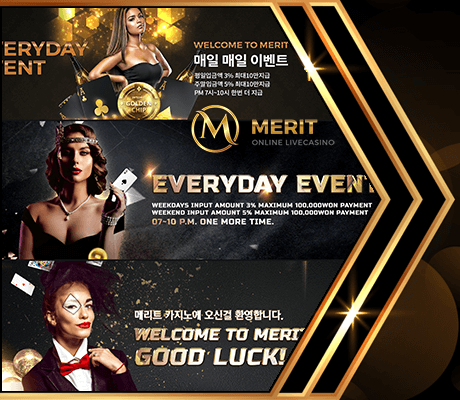 ERYDAY
ENT
WELCOME TO MERIT
매일 매일 이벤트
평일입금액 3% 최대10만지급
주말입금액 5% 최대10만지급
PM 7시~10시 한번 더 지급
GOLDEN
CHIP
MERIT
ONLINE LIVECASINO
EVERYDAY EVENT
WEEKDAYS INPUT AMOUNT 3% MAXIMUM 100,000WON PAYMENT
WEEKEND INPUT AMOUNT 5% MAXIMUM 100,000WON PAYMENT
07~10 P.M. ONE MORE TIME.
메리트 카지노에 오신걸 환영합니다.
WELCOME TO MERIT
GOOD LUCK!